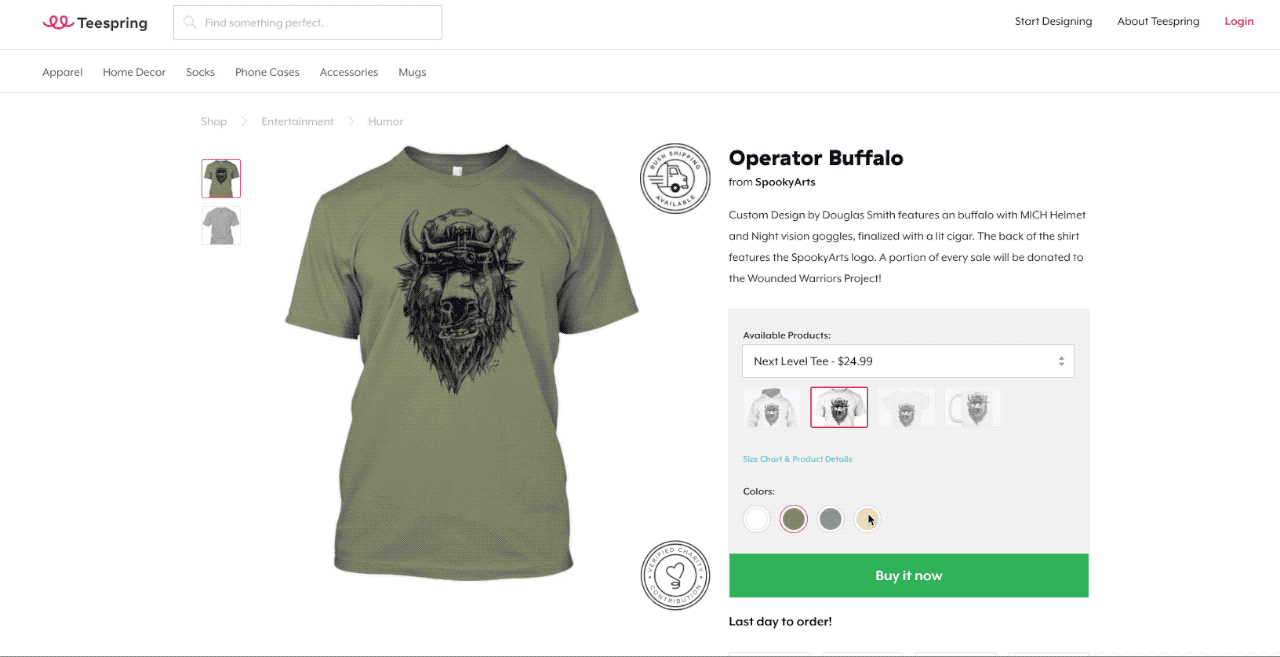 Teespring
Find something perfect.
Start Designing
About Teespring
Login
Apparel
Home Decor
Socks
Phone Cases
Accessories
Mugs
Shop
Entertainment
Humor
RUSH SHIPPING
AVAILABLE
Operator Buffalo
from SpookyArts
Custom Design by Douglas Smith features an buffalo with MICH Helmet
and Night vision goggles, finalized with a lit cigar. The back of the shirt
features the SpookyArts logo. A portion of every sale will be donated to
the Wounded Warriors Project!
Available Products:
Next Level Tee - $24.99
Size Chart & Product Details
Colors:
VERIFIED CHARITY
CONTRIBUTION
Buy it now
Last day to order!